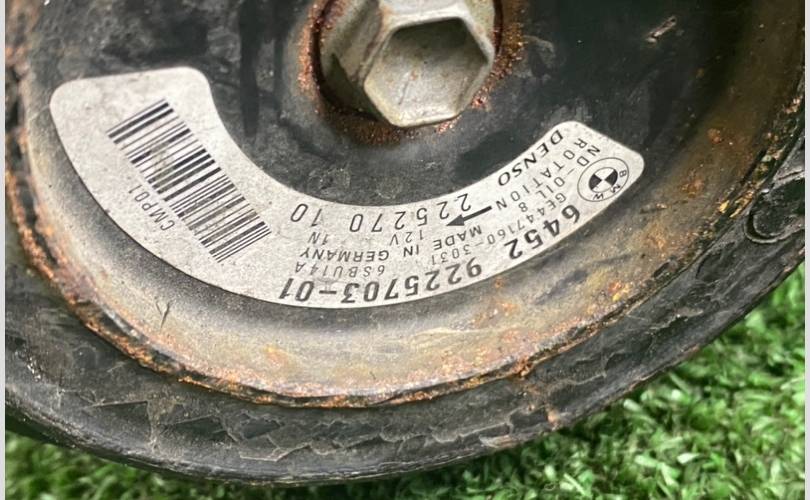 BMW
6452 9225703-01
GE447160-3031 6SBU14A
MADE IN GERMANY
ND-OIL 8 12V 1N
ROTATION
DENSO 225270 10
CMP01